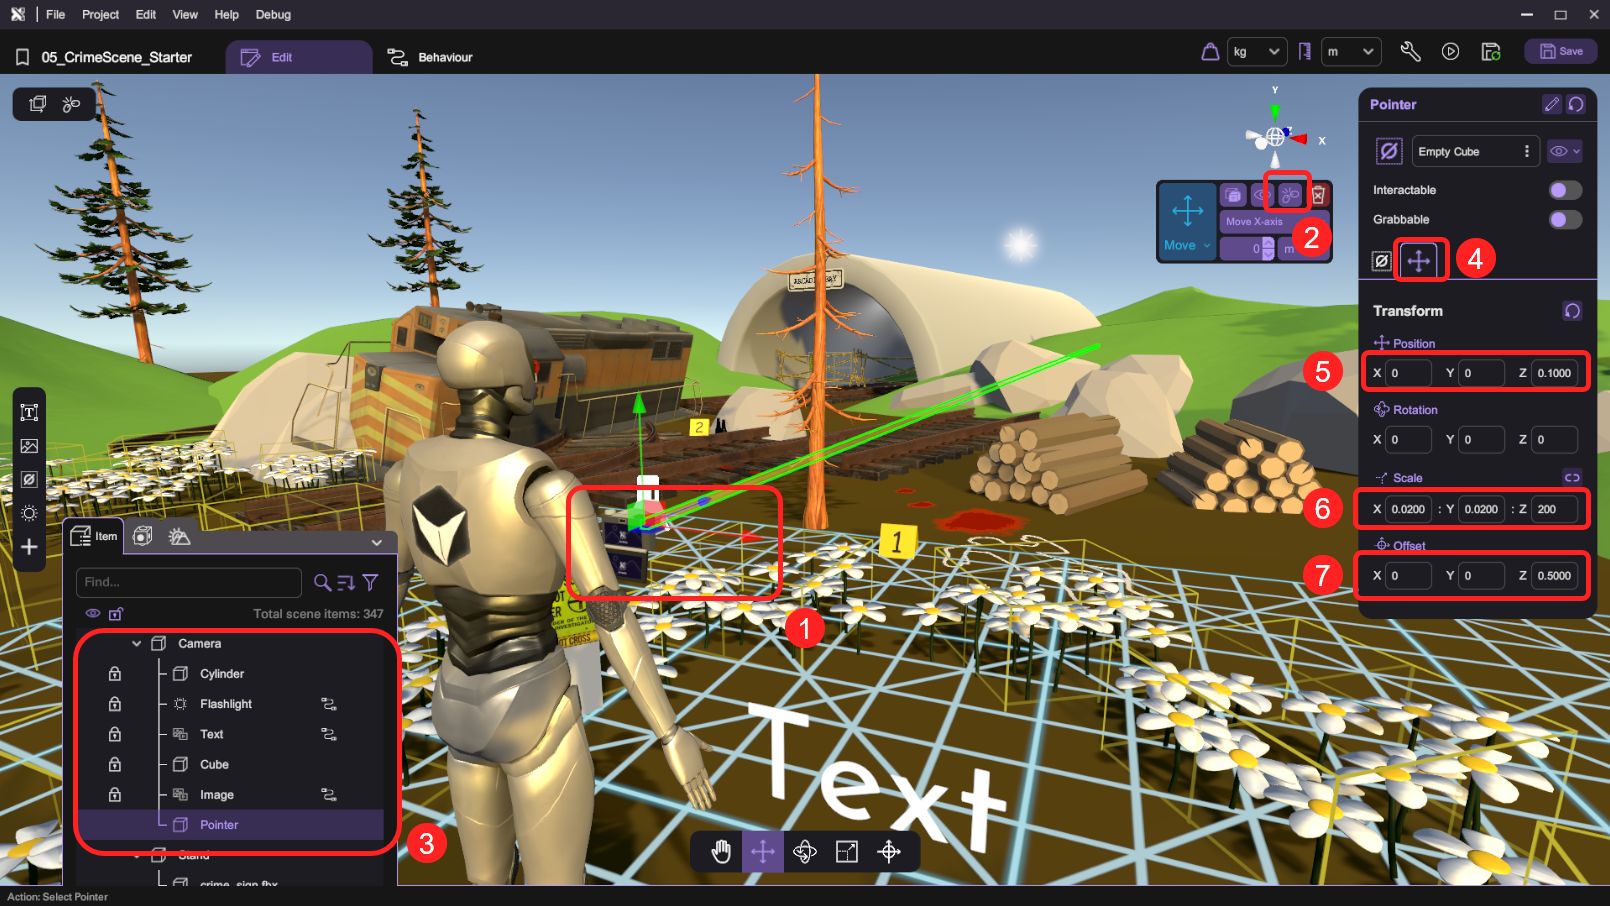 File Project Edit View Help Debug
05_CrimeScene_Starter Edit Behaviour kg m Save
Y
X
Pointer
Empty Cube
Interactable
Grabbable
Move X-axis
Move 0 m
2
4
Transform
Position
X 0 Y 0 Z 0.1000
5
Rotation
X 0 Y 0 Z 0
Scale
X 0.0200 : Y 0.0200 : Z 200
6
Offset
X 0 Y 0 Z 0.5000
7
2
1
1
Text
Item
Find...
Total scene items: 347
Camera
Cylinder
Flashlight
Text
Cube
Image
Pointer
3
Stand
crime_sign.fbx
Action: Select Pointer